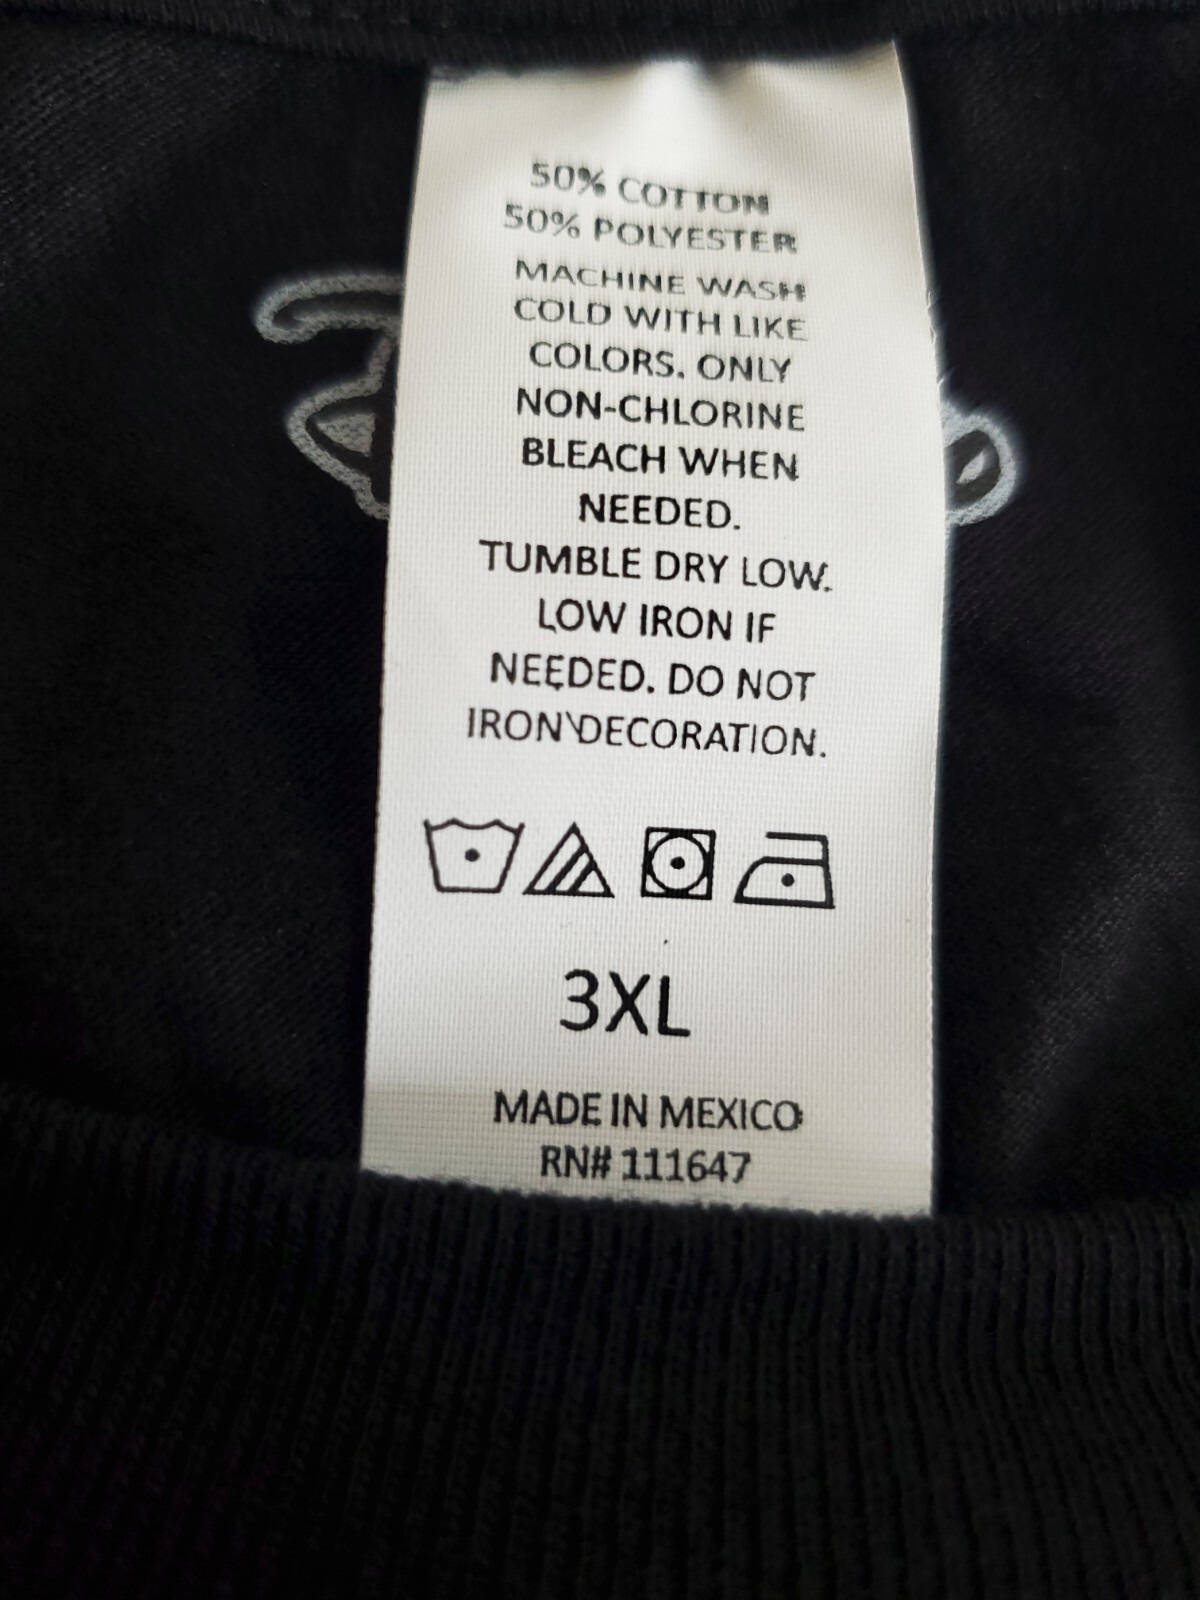 50% COTTON
50% POLYESTER
MACHINE WASH
COLD WITH LIKE
COLORS. ONLY
NON-CHLORINE
BLEACH WHEN
NEEDED.
TUMBLE DRY LOW.
LOW IRON IF
NEEDED. DO NOT
IRON DECORATION.
3XL
MADE IN MEXICO
RN# 111647